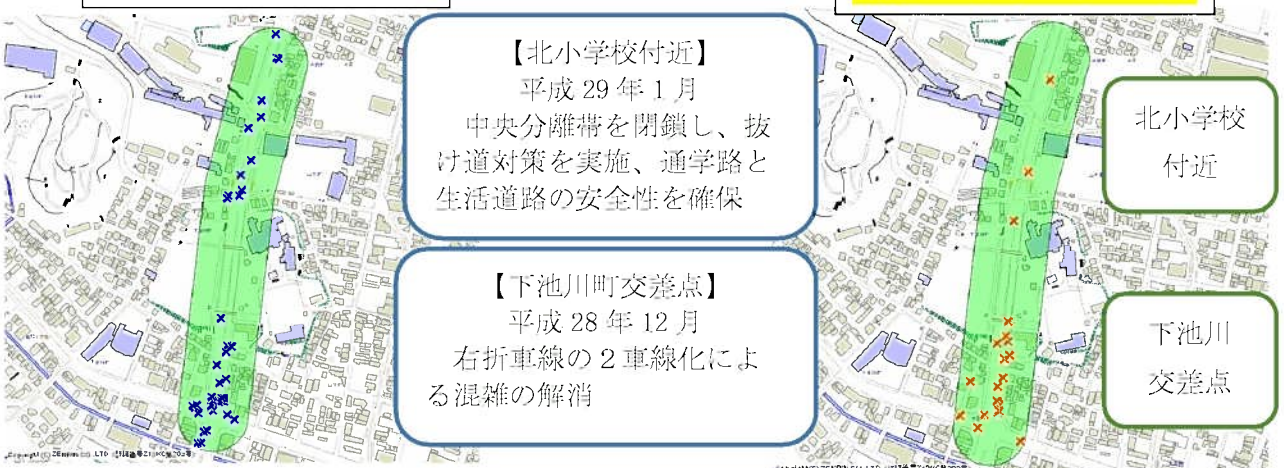 【北小学校付近】
平成 29 年 1 月
中央分離帯を閉鎖し、抜
け道対策を実施、通学路と
生活道路の安全性を確保
【下池川町交差点】
平成 28 年 12 月
右折車線の２車線化によ
る混雑の解消
北小学校
付近
下池川
交差点